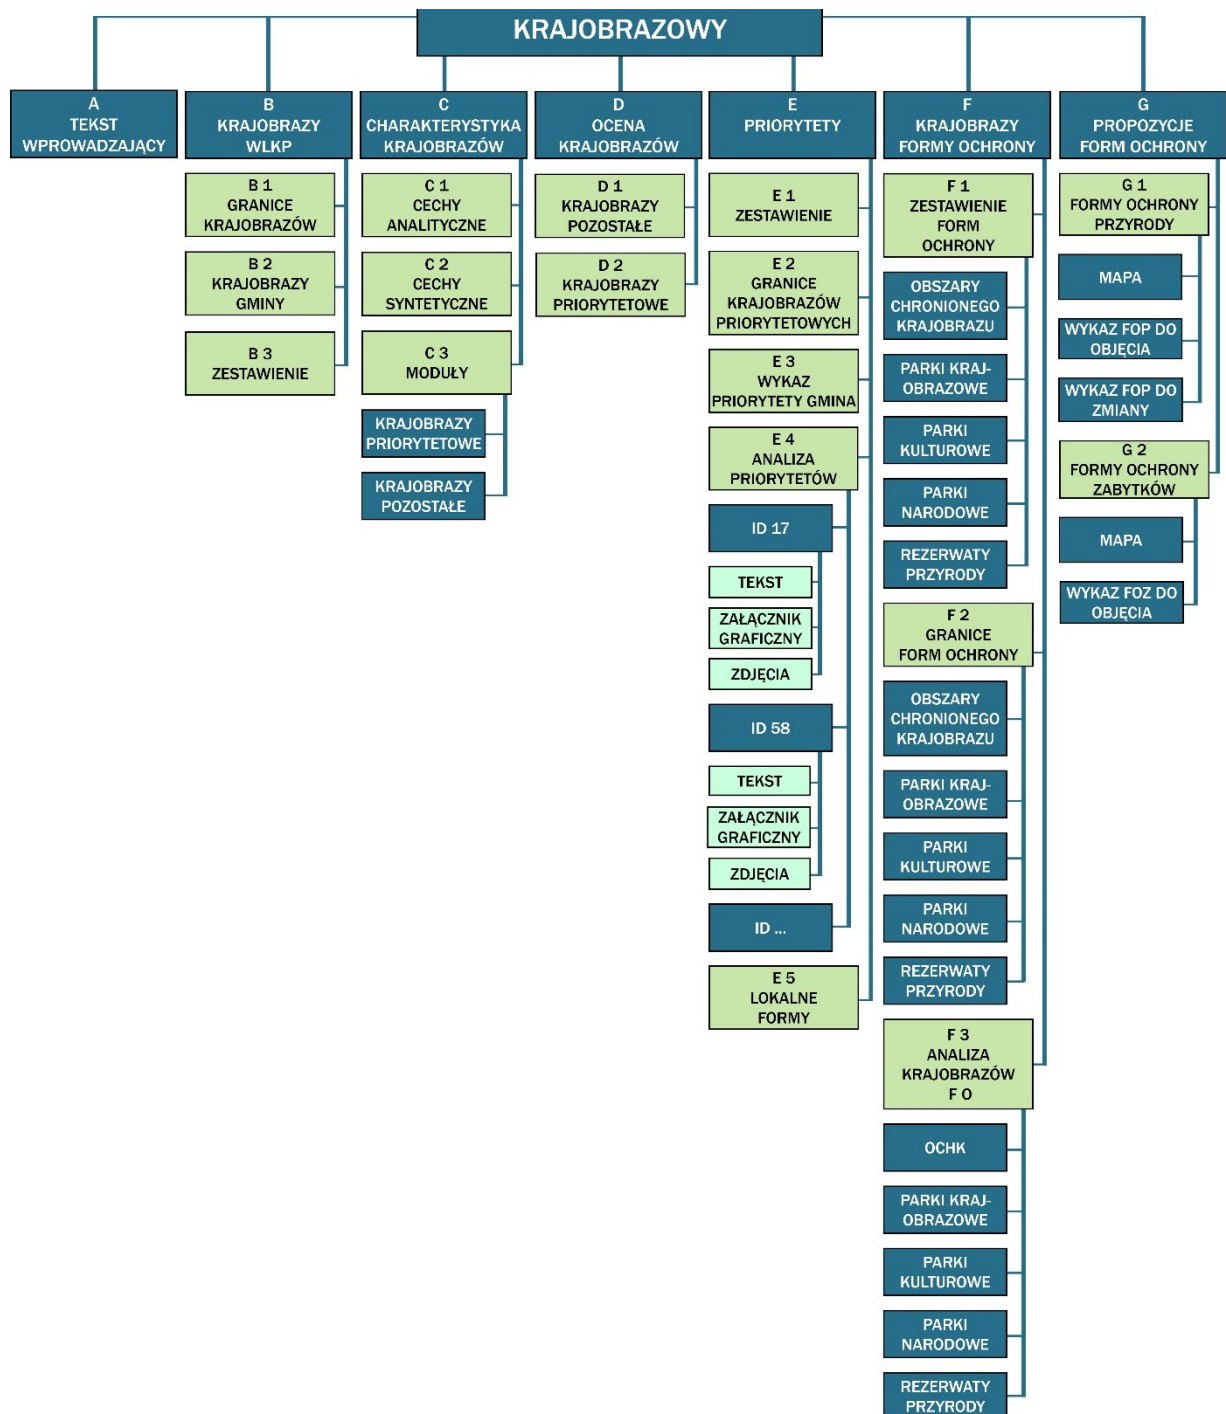 KRAJOBRAZOWY
A
TEKST
WPROWADZAJĄCY
B
KRAJOBRAZY
WLKP
B 1
GRANICE
KRAJOBRAZÓW
B 2
KRAJOBRAZY
GMINY
B 3
ZESTAWIENIE
C
CHARAKTERYSTYKA
KRAJOBRAZÓW
C 1
CECHY
ANALITYCZNE
C 2
CECHY
SYNTETYCZNE
C 3
MODUŁY
KRAJOBRAZY
PRIORYTETOWE
KRAJOBRAZY
POZOSTAŁE
D
OCENA
KRAJOBRAZÓW
D 1
KRAJOBRAZY
POZOSTAŁE
D 2
KRAJOBRAZY
PRIORYTETOWE
E
PRIORYTETY
E 1
ZESTAWIENIE
E 2
GRANICE
KRAJOBRAZÓW
PRIORYTETOWYCH
E 3
WYKAZ
PRIORYTETY GMINA
E 4
ANALIZA
PRIORYTETÓW
ID 17
TEKST
ZAŁĄCZNIK
GRAFICZNY
ZDJĘCIA
ID 58
TEKST
ZAŁĄCZNIK
GRAFICZNY
ZDJĘCIA
ID ...
E 5
LOKALNE
FORMY
F
KRAJOBRAZY
FORMY OCHRONY
F 1
ZESTAWIENIE
FORM
OCHRONY
OBSZARY
CHRONIONEGO
KRAJOBRAZU
PARKI KRAJ-
OBRAZOWE
PARKI
KULTUROWE
PARKI
NARODOWE
REZERWATY
PRZYRODY
F 2
GRANICE
FORM OCHRONY
OBSZARY
CHRONIONEGO
KRAJOBRAZU
PARKI KRAJ-
OBRAZOWE
PARKI
KULTUROWE
PARKI
NARODOWE
REZERWATY
PRZYRODY
F 3
ANALIZA
KRAJOBRAZÓW
F O
OCHK
PARKI KRAJ-
OBRAZOWE
PARKI
KULTUROWE
PARKI
NARODOWE
REZERWATY
PRZYRODY
G
PROPOZYCJE
FORM OCHRONY
G 1
FORMY OCHRONY
PRZYRODY
MAPA
WYKAZ FOP DO
OBJĘCIA
WYKAZ FOP DO
ZMIANY
G 2
FORMY OCHRONY
ZABYTKÓW
MAPA
WYKAZ FOZ DO
OBJĘCIA